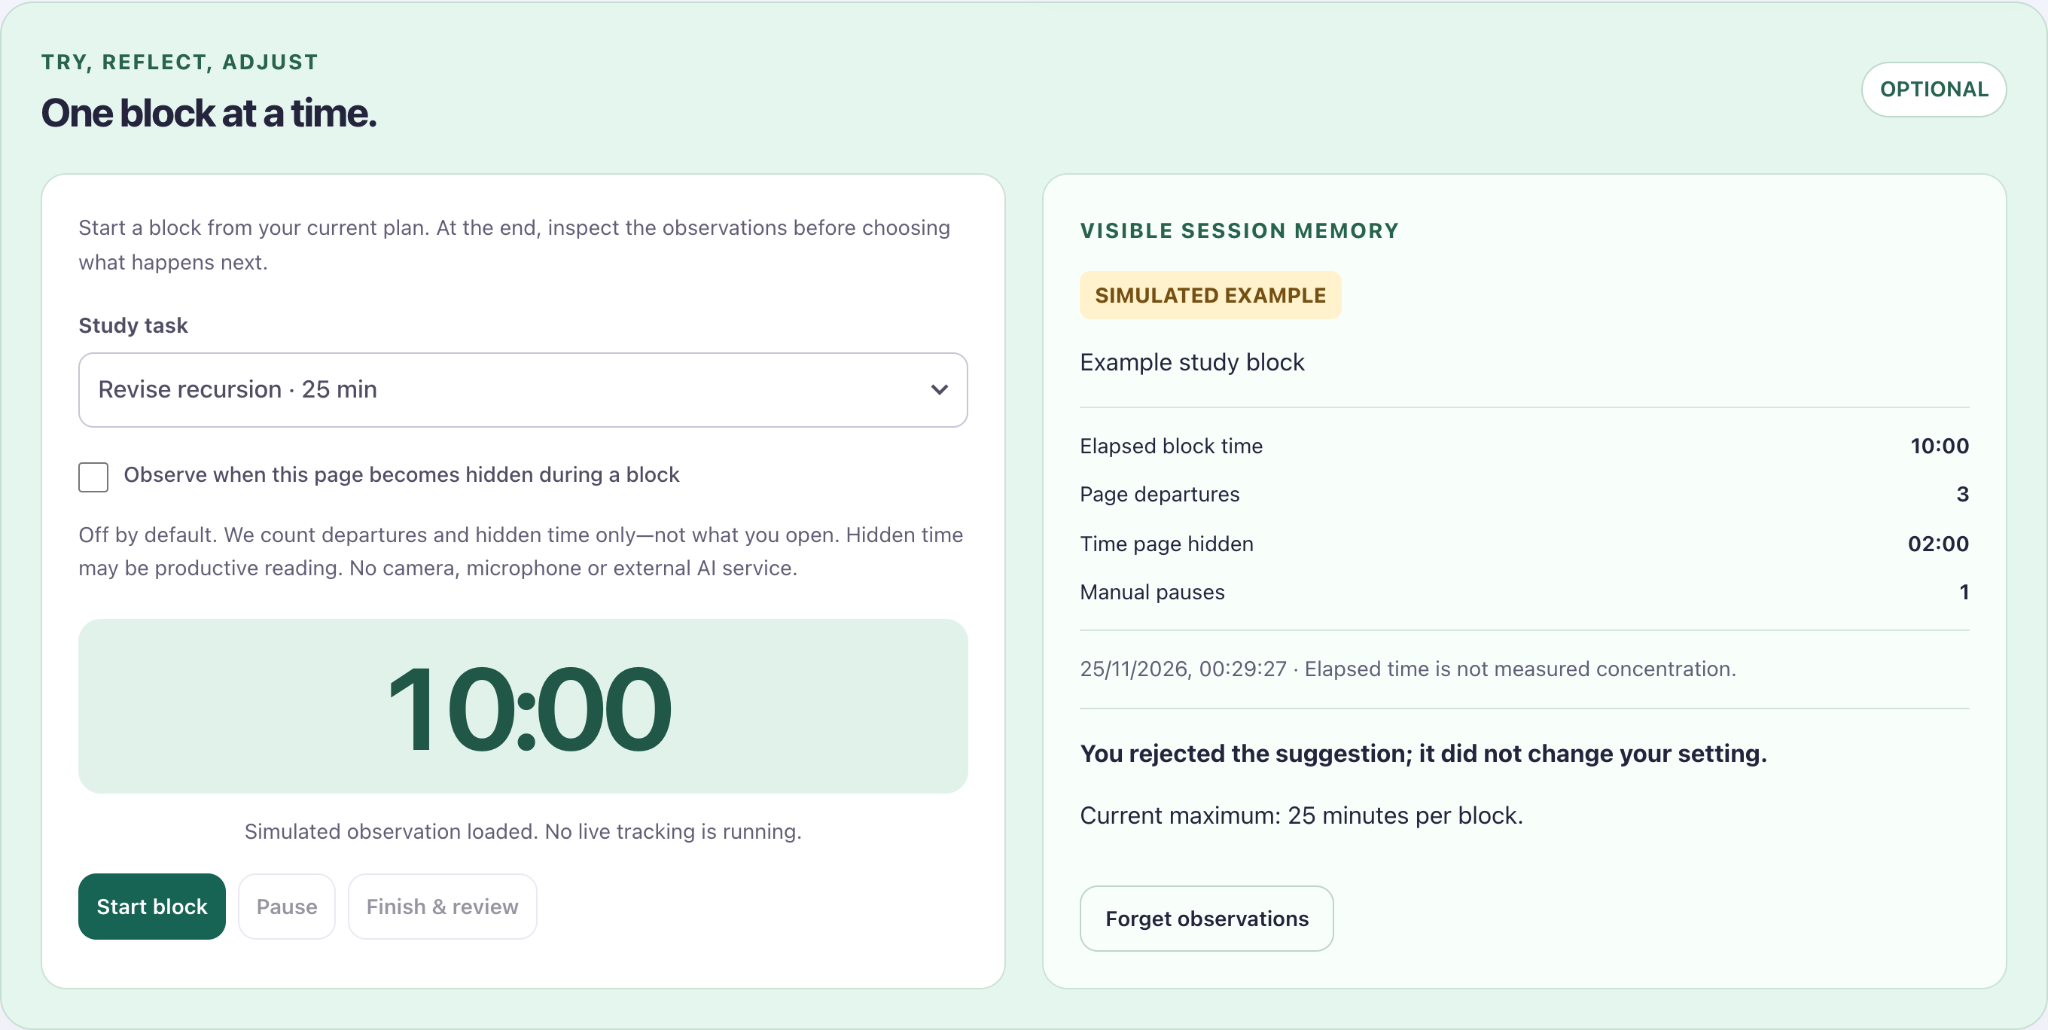 TRY, REFLECT, ADJUST
One block at a time.
OPTIONAL
Start a block from your current plan. At the end, inspect the observations before choosing
what happens next.
Study task
Revise recursion · 25 min
Observe when this page becomes hidden during a block
Off by default. We count departures and hidden time only—not what you open. Hidden time
may be productive reading. No camera, microphone or external AI service.
10:00
Simulated observation loaded. No live tracking is running.
Start block
Pause
Finish & review
VISIBLE SESSION MEMORY
SIMULATED EXAMPLE
Example study block
Elapsed block time 10:00
Page departures 3
Time page hidden 02:00
Manual pauses 1
25/11/2026, 00:29:27 · Elapsed time is not measured concentration.
You rejected the suggestion; it did not change your setting.
Current maximum: 25 minutes per block.
Forget observations